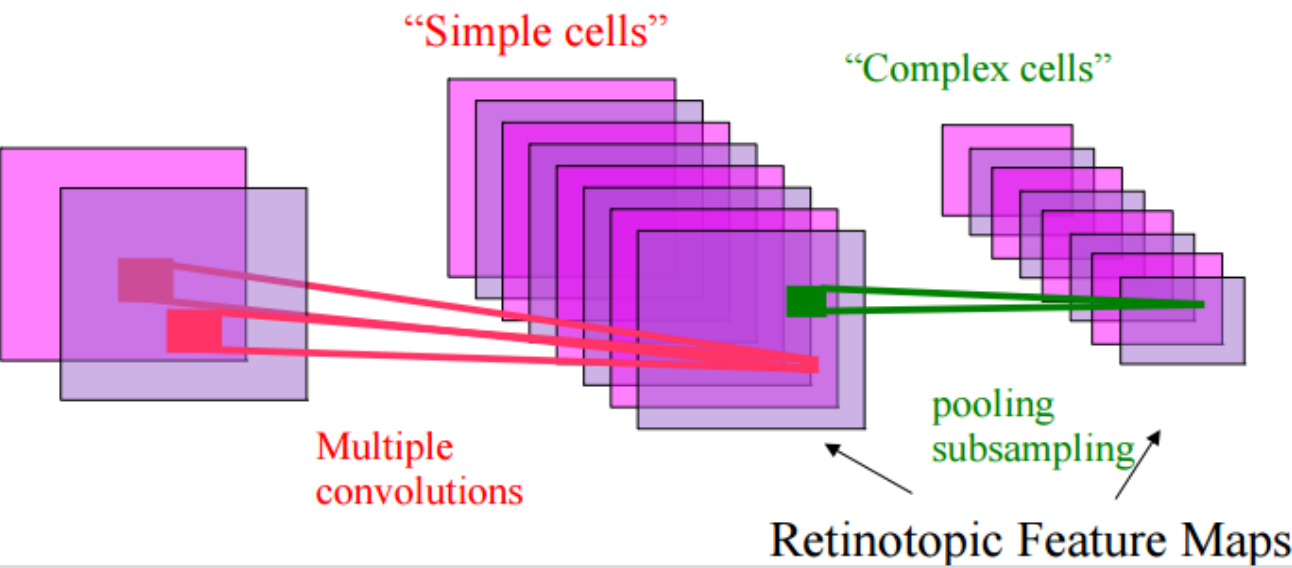 “Simple cells”
“Complex cells”
Multiple
convolutions
pooling
subsampling
Retinotopic Feature Maps